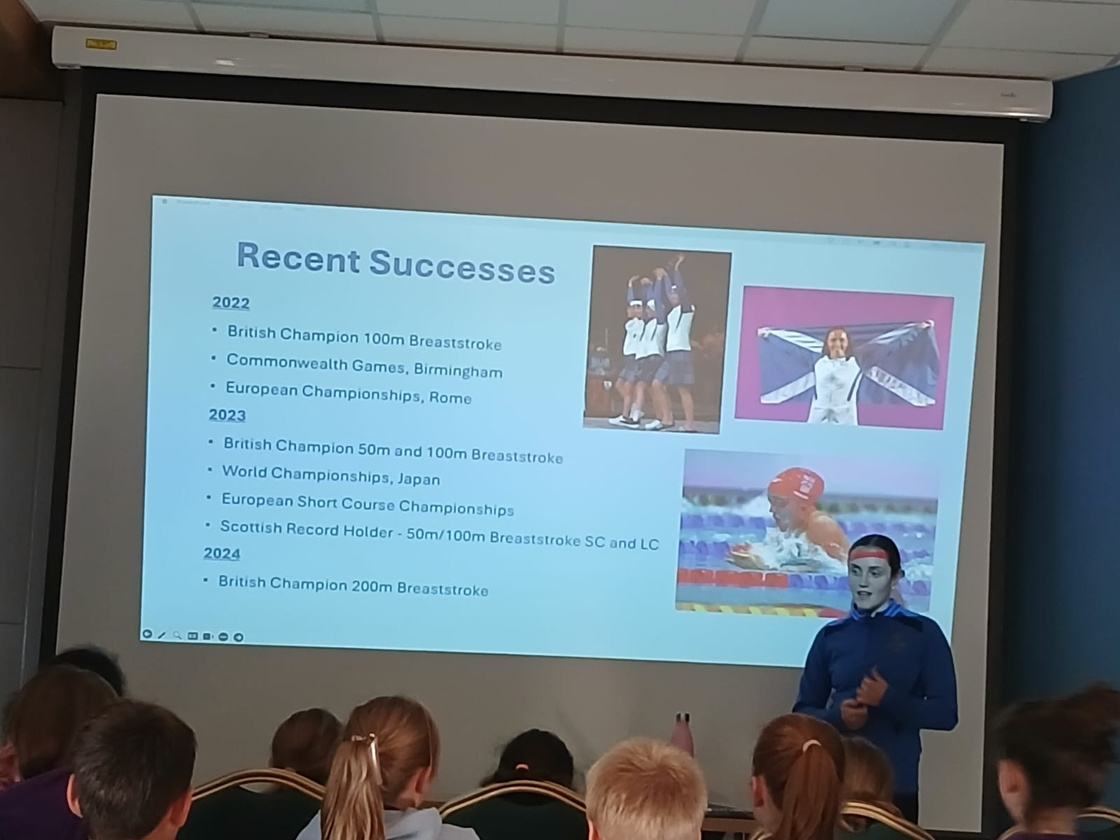 Recent Successes
2022
• British Champion 100m Breaststroke
• Commonwealth Games, Birmingham
• European Championships, Rome
2023
• British Champion 50m and 100m Breaststroke
• World Championships, Japan
• European Short Course Championships
• Scottish Record Holder - 50m/100m Breaststroke SC and LC
2024
• British Champion 200m Breaststroke